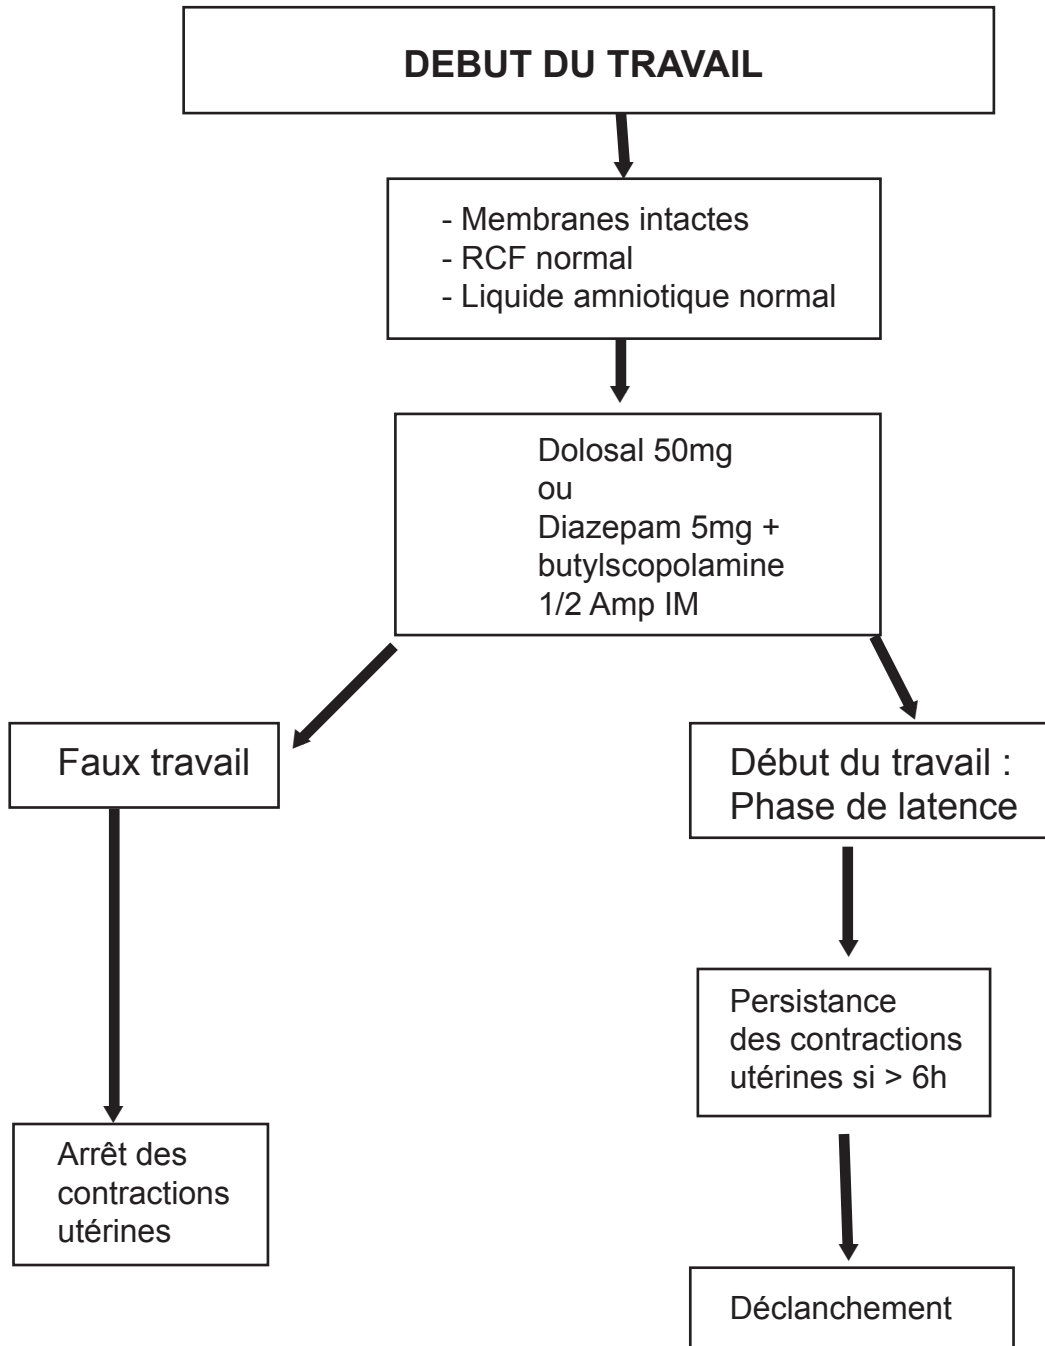 DEBUT DU TRAVAIL
- Membranes intactes
- RCF normal
- Liquide amniotique normal
Dolosal 50mg
ou
Diazepam 5mg +
butylscopolamine
1/2 Amp IM
Faux travail
Début du travail :
Phase de latence
Persistance
des contractions
utérines si > 6h
Arrêt des
contractions
utérines
Déclanchement